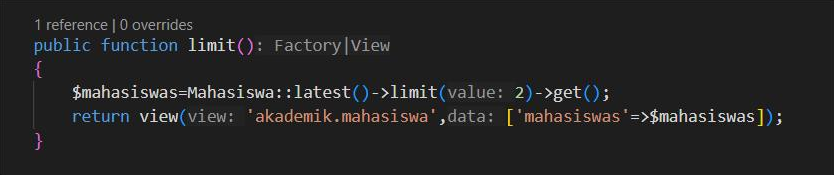 1 reference | 0 overrides
public function limit(): Factory|View
{
$mahasiswas=Mahasiswa::latest()->limit(value: 2)->get();
return view(view: 'akademik.mahasiswa',data: ['mahasiswas'=>$mahasiswas]);
}